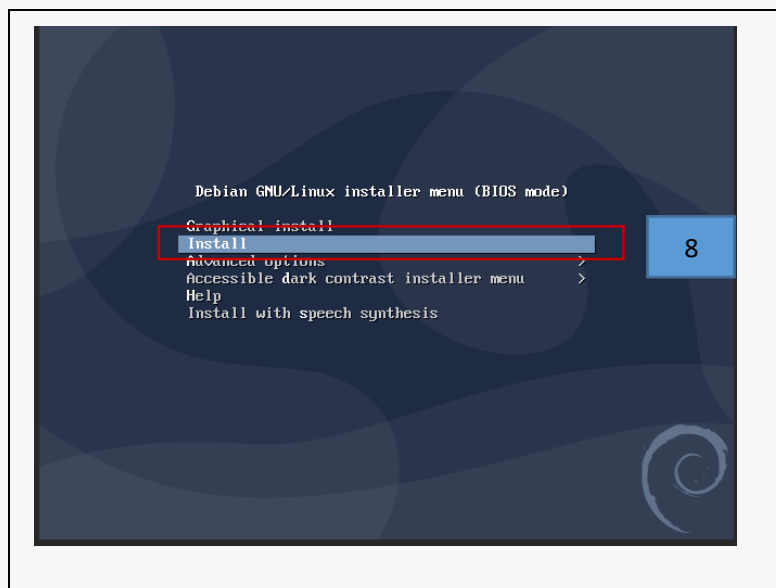 Debian GNU/Linux installer menu (BIOS mode)
Graphical install
Install
8
Advanced options >
Accessible dark contrast installer menu >
Help
Install with speech synthesis